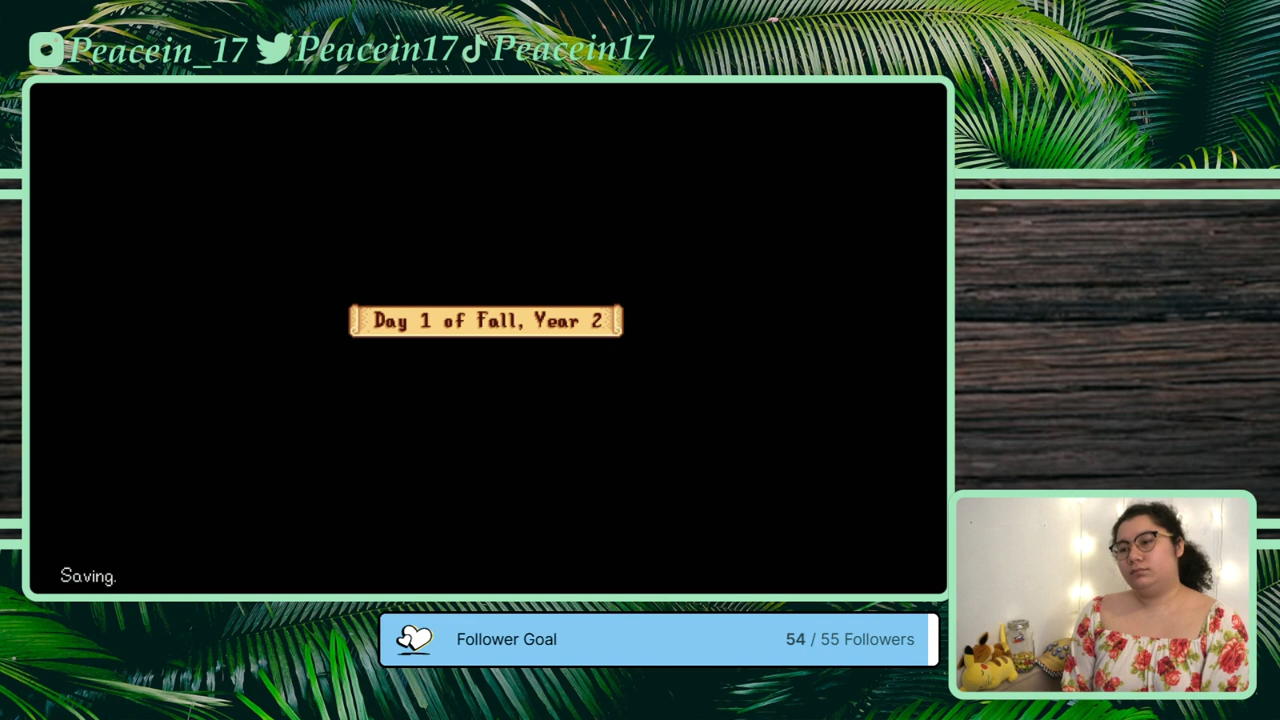 Peacein_17 Peacein17 Peacein17
Day 1 of Fall, Year 2
Saving.
Follower Goal 54 / 55 Followers